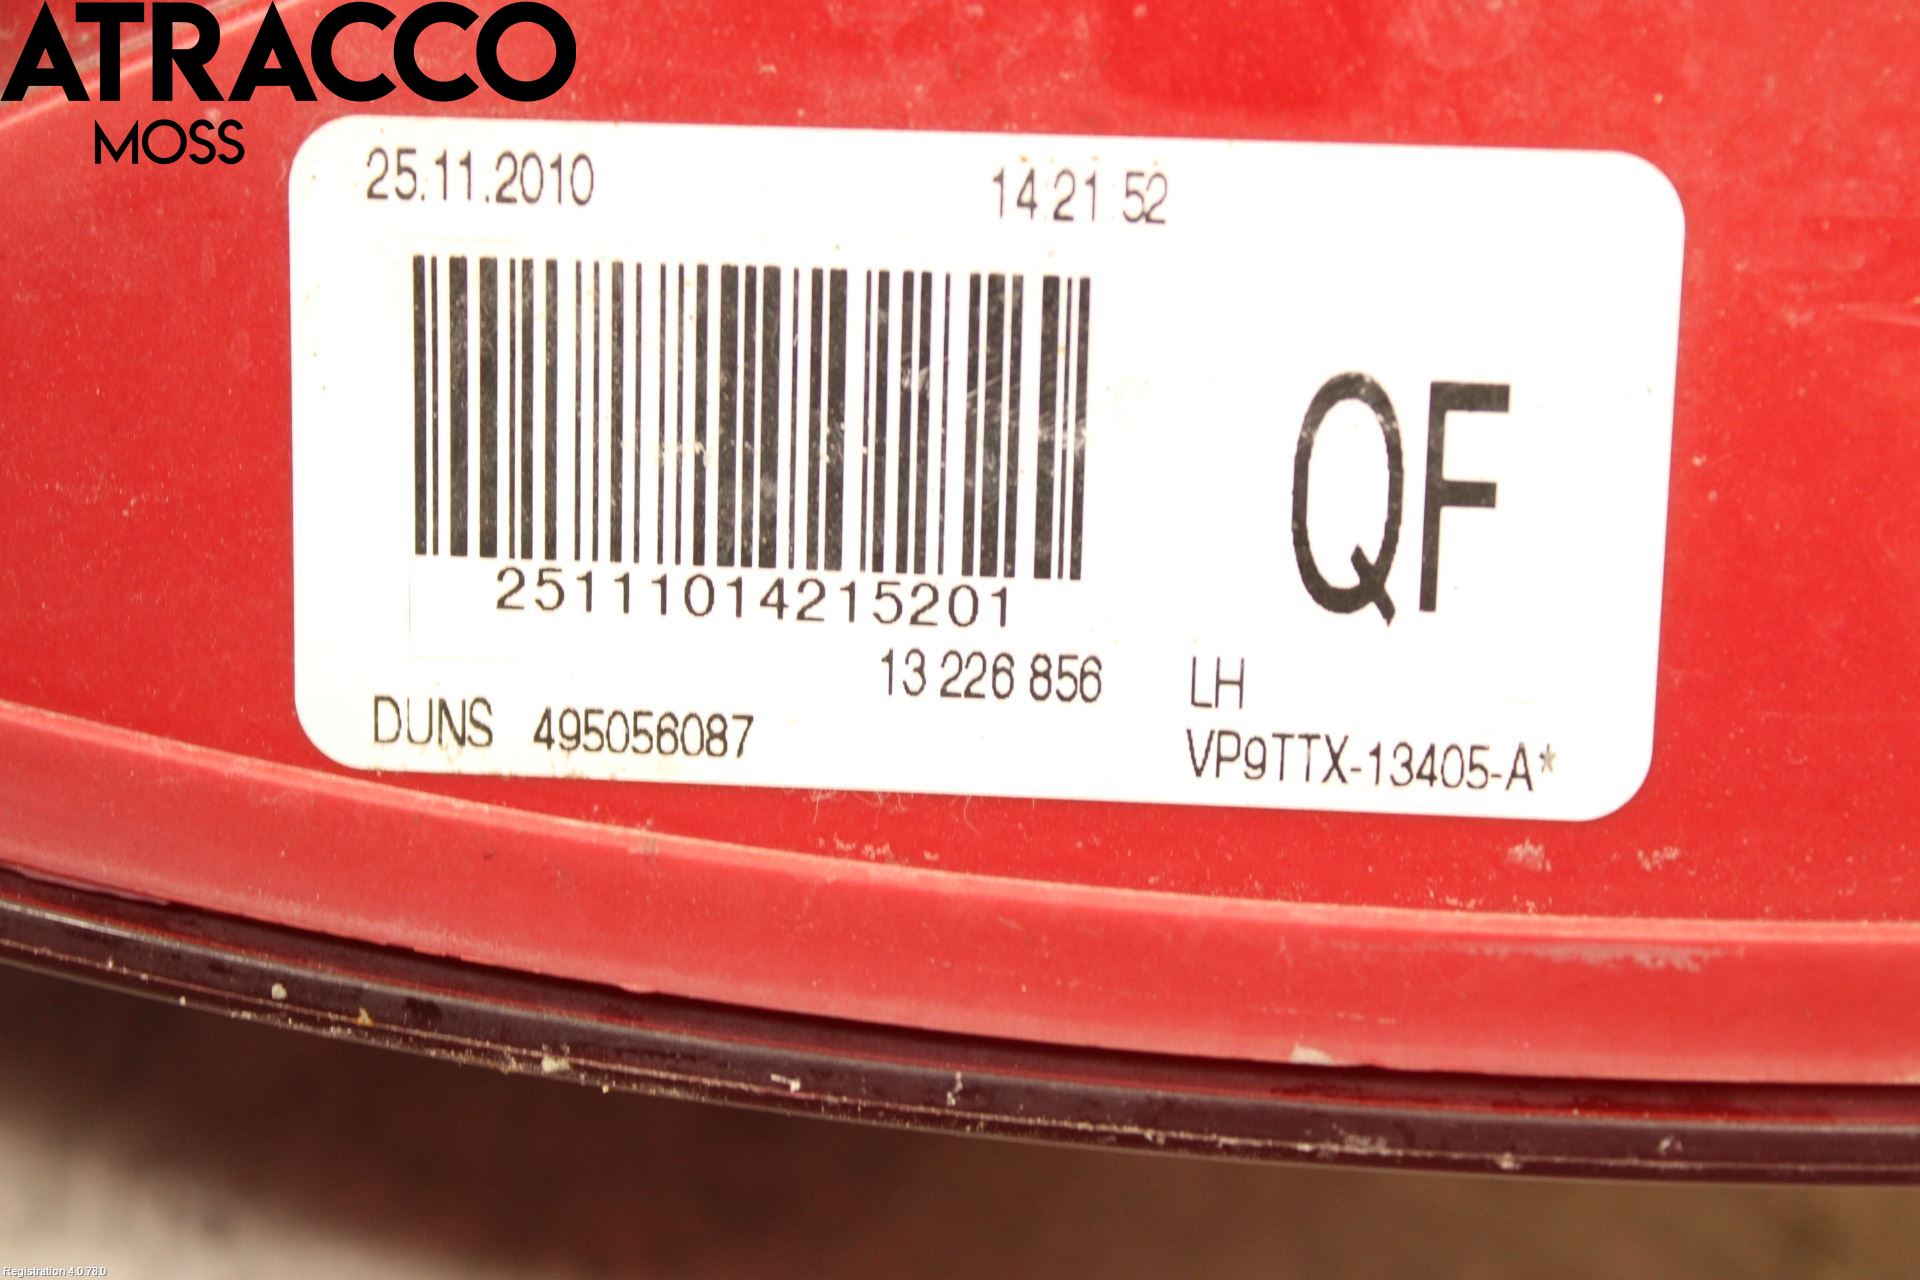 ATRACCO
MOSS
25.11.2010 14:21:52
QF
25111014215201
13 226 856 LH
DUNS 495056087 VP9TTX-13405-A*
Registration 4.0.78.0